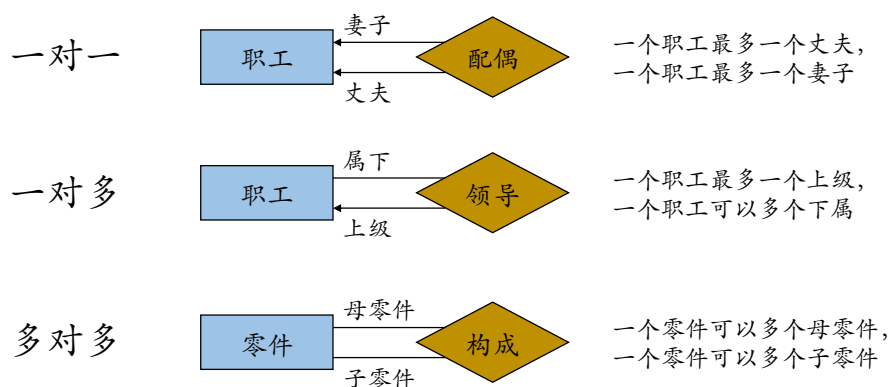 一对一
职工
妻子
丈夫
配偶
一个职工最多一个丈夫，
一个职工最多一个妻子
一对多
职工
属下
上级
领导
一个职工最多一个上级，
一个职工可以多个下属
多对多
零件
母零件
子零件
构成
一个零件可以多个母零件，
一个零件可以多个子零件